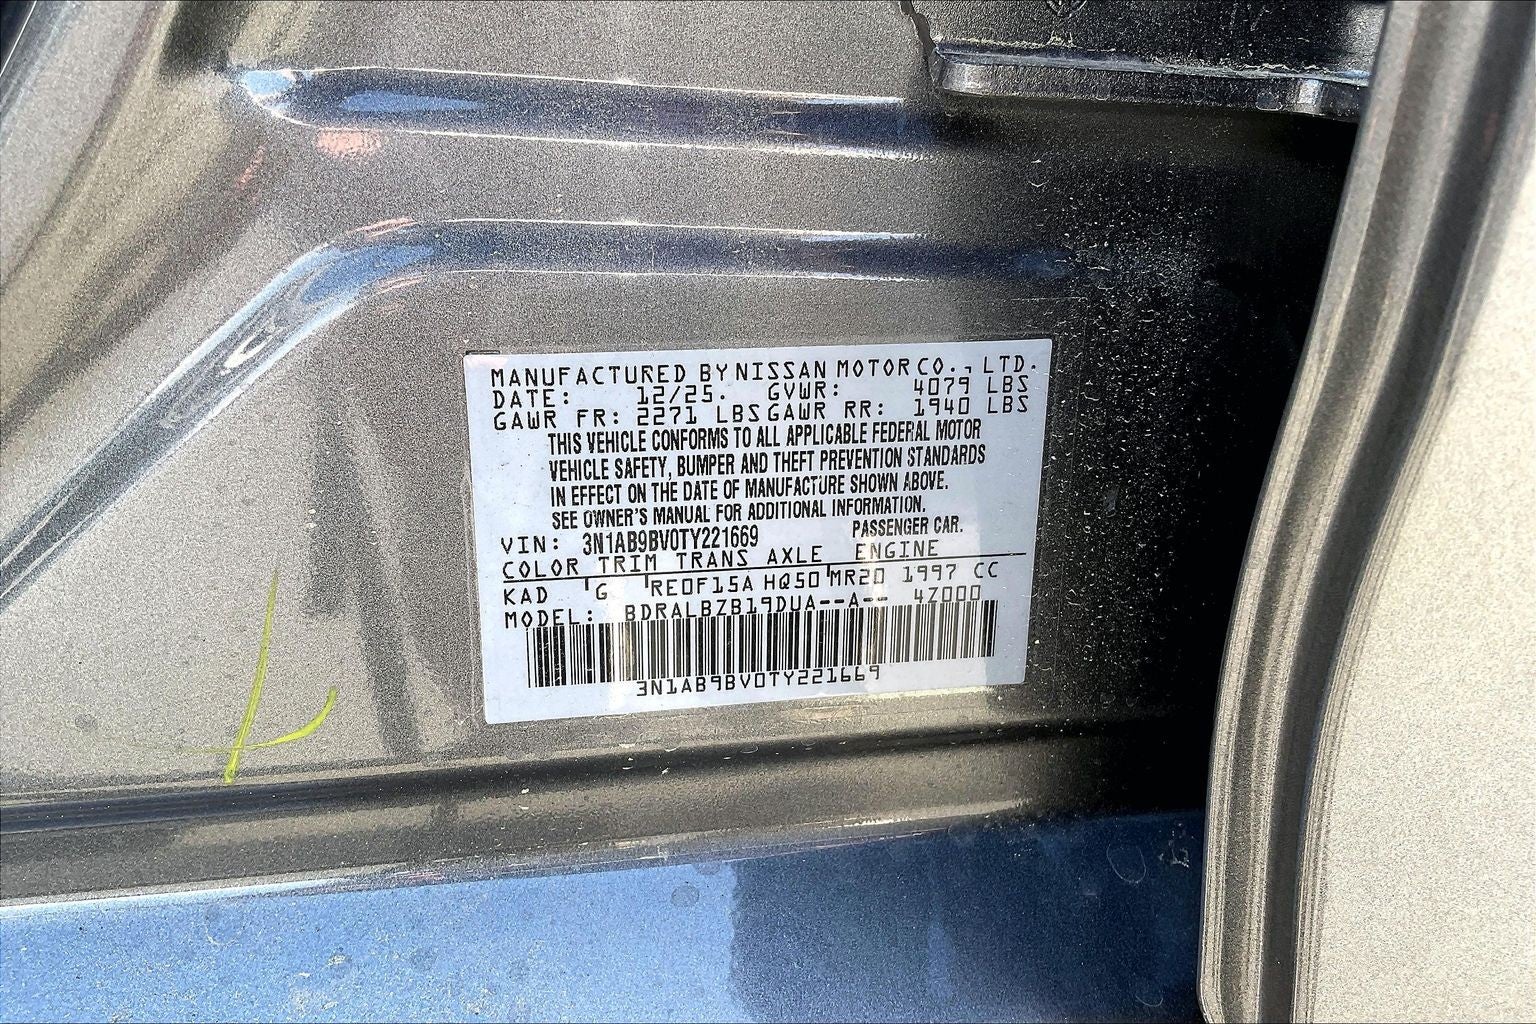 MANUFACTURED BY NISSAN MOTOR CO., LTD.
DATE: 12/25. GVWR: 4079 LBS
GAWR FR: 2271 LBS GAWR RR: 1940 LBS
THIS VEHICLE CONFORMS TO ALL APPLICABLE FEDERAL MOTOR
VEHICLE SAFETY, BUMPER AND THEFT PREVENTION STANDARDS
IN EFFECT ON THE DATE OF MANUFACTURE SHOWN ABOVE.
SEE OWNER'S MANUAL FOR ADDITIONAL INFORMATION.
VIN: 3N1AB9BV0TY221669 PASSENGER CAR.
COLOR TRIM TRANS AXLE ENGINE
KAD G RE0F15A HQ50 MR20 1997 CC
MODEL: BDRALBZB19DUA--A-- 4Z000
3N1AB9BV0TY221669